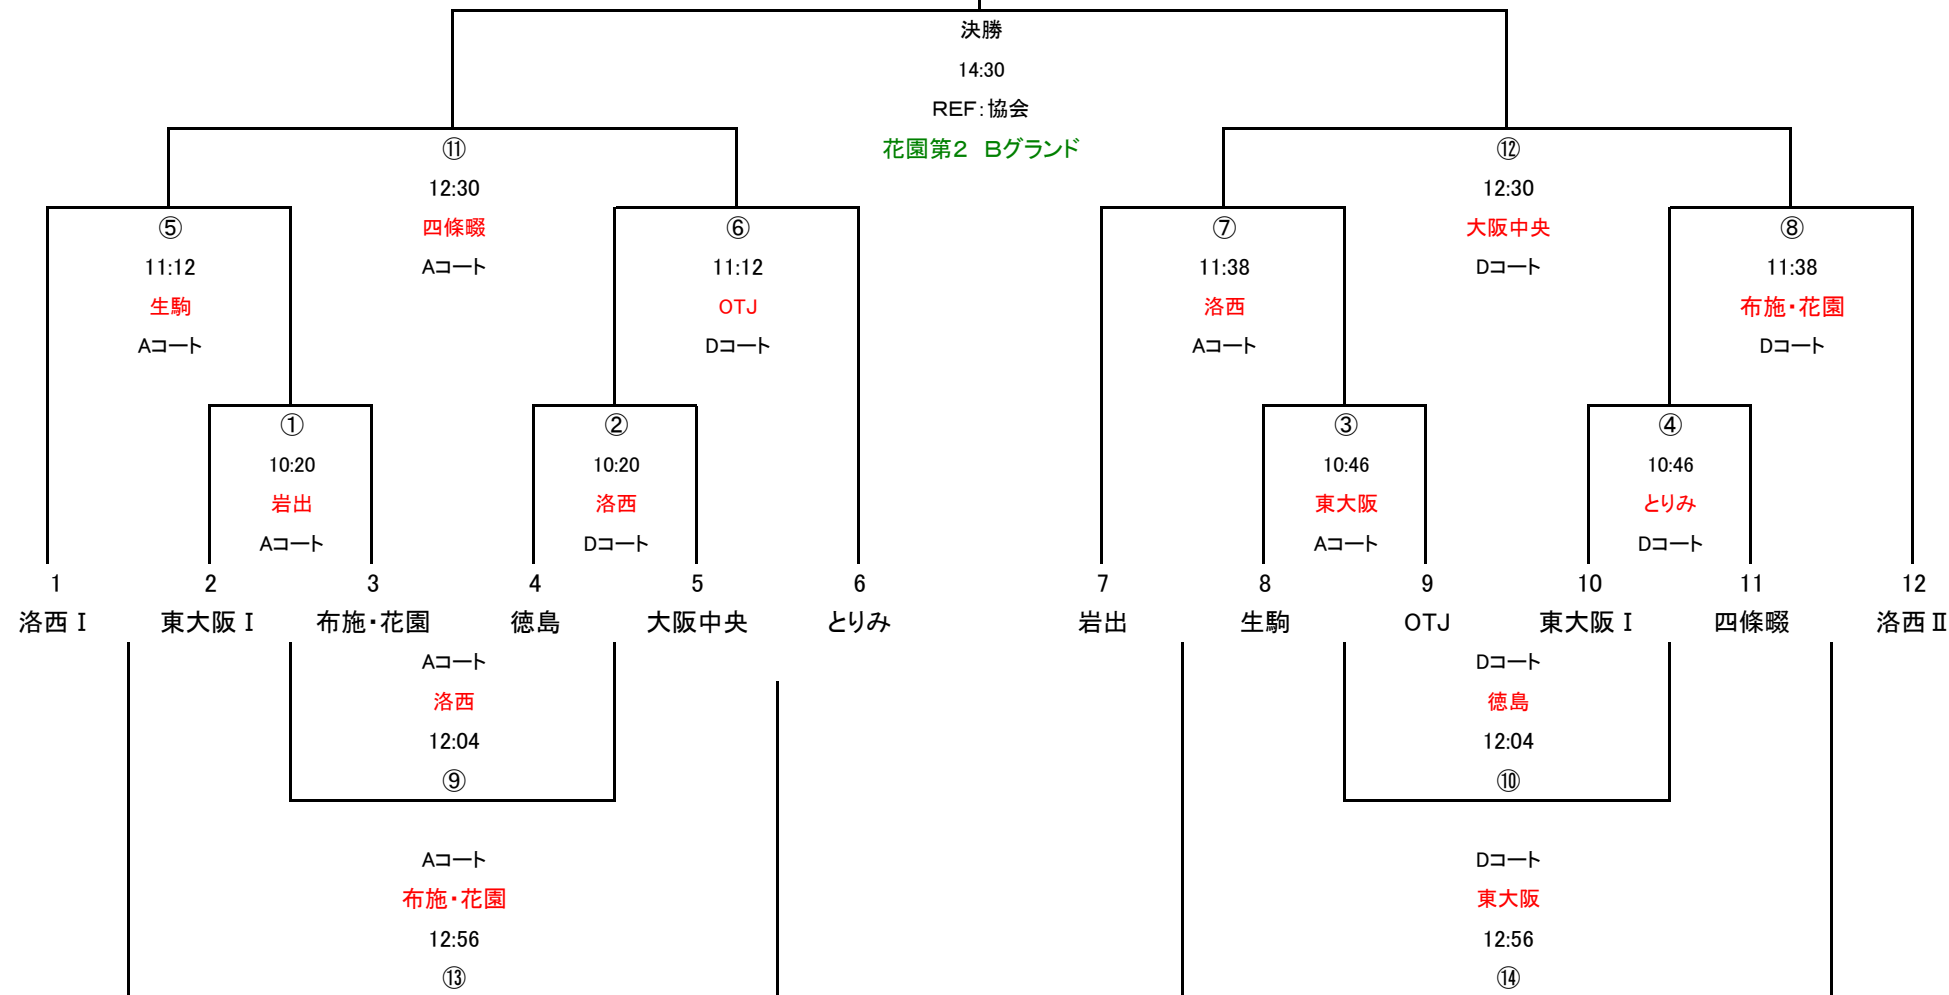 決勝
14:30
REF：協会
花園第2　Bグランド
⑪
12:30
四條畷
Aコート
⑫
12:30
大阪中央
Dコート
⑤
11:12
生駒
Aコート
⑥
11:12
OTJ
Dコート
⑦
11:38
洛西
Aコート
⑧
11:38
布施・花園
Dコート
①
10:20
岩出
Aコート
②
10:20
洛西
Dコート
③
10:46
東大阪
Aコート
④
10:46
とりみ
Dコート
1 2 3 4 5 6 7 8 9 10 11 12
洛西Ⅰ 東大阪Ⅰ 布施・花園 徳島 大阪中央 とりみ 岩出 生駒 OTJ 東大阪Ⅰ 四條畷 洛西Ⅱ
Aコート
洛西
12:04
⑨
Dコート
徳島
12:04
⑩
Aコート
布施・花園
12:56
⑬
Dコート
東大阪
12:56
⑭